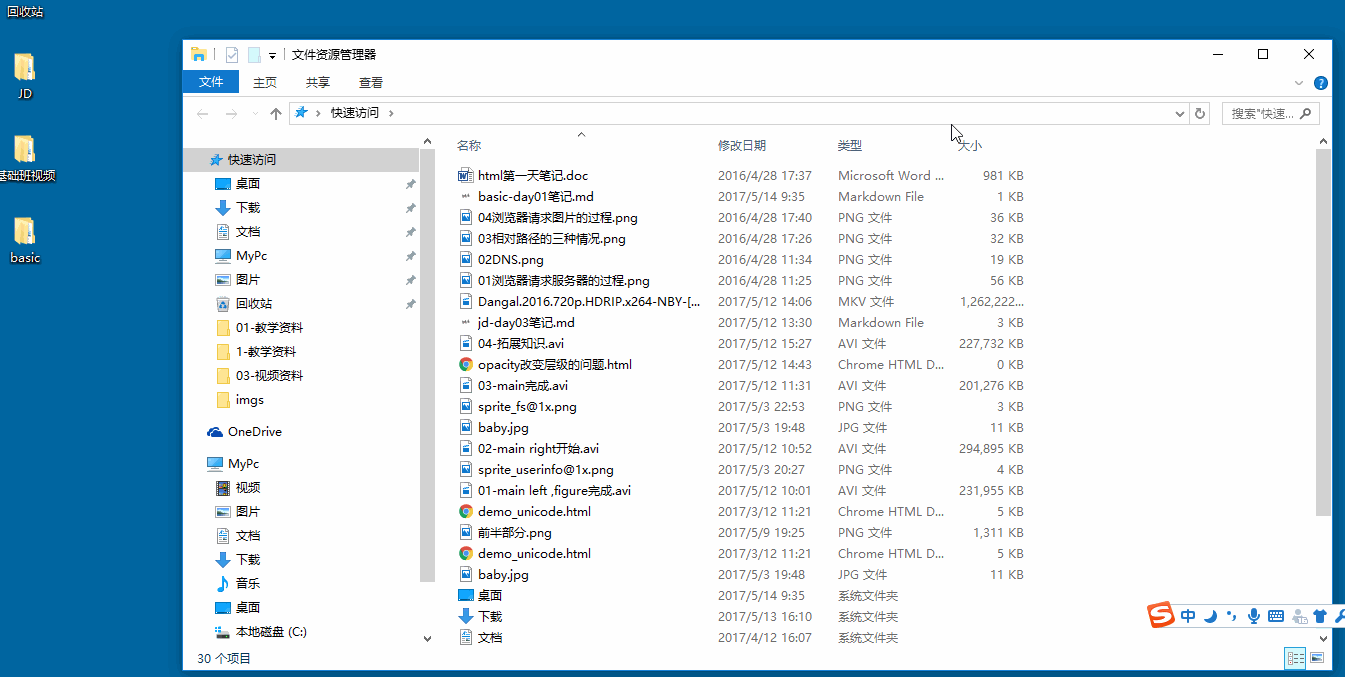 回收站
JD
基础班视频
basic
文件资源管理器
文件 主页 共享 查看
快速访问
搜索"快速...
快速访问
桌面
下载
文档
MyPc
图片
回收站
01-教学资料
1-教学资料
03-视频资料
imgs
OneDrive
MyPc
视频
图片
文档
下载
音乐
桌面
本地磁盘 (C:)
名称 修改日期 类型 大小
html第一天笔记.doc 2016/4/28 17:37 Microsoft Word ... 981 KB
basic-day01笔记.md 2017/5/14 9:35 Markdown File 1 KB
04浏览器请求图片的过程.png 2016/4/28 17:40 PNG 文件 36 KB
03相对路径的三种情况.png 2016/4/28 17:26 PNG 文件 32 KB
02DNS.png 2016/4/28 11:34 PNG 文件 19 KB
01浏览器请求服务器的过程.png 2016/4/28 11:25 PNG 文件 56 KB
Dangal.2016.720p.HDRIP.x264-NBY-[... 2017/5/12 14:06 MKV 文件 1,262,222...
jd-day03笔记.md 2017/5/12 13:30 Markdown File 3 KB
04-拓展知识.avi 2017/5/12 15:27 AVI 文件 227,732 KB
opacity改变层级的问题.html 2017/5/12 14:43 Chrome HTML D... 0 KB
03-main完成.avi 2017/5/12 11:31 AVI 文件 201,276 KB
sprite_fs@1x.png 2017/5/3 22:53 PNG 文件 3 KB
baby.jpg 2017/5/3 19:48 JPG 文件 11 KB
02-main right开始.avi 2017/5/12 10:52 AVI 文件 294,895 KB
sprite_userinfo@1x.png 2017/5/3 20:27 PNG 文件 4 KB
01-main left ,figure完成.avi 2017/5/12 10:01 AVI 文件 231,955 KB
demo_unicode.html 2017/3/12 11:21 Chrome HTML D... 5 KB
前半部分.png 2017/5/9 19:25 PNG 文件 1,311 KB
demo_unicode.html 2017/3/12 11:21 Chrome HTML D... 5 KB
baby.jpg 2017/5/3 19:48 JPG 文件 11 KB
桌面 2017/5/14 9:35 系统文件夹
下载 2017/5/13 16:10 系统文件夹
文档 2017/4/12 16:07 系统文件夹
S 中
30 个项目